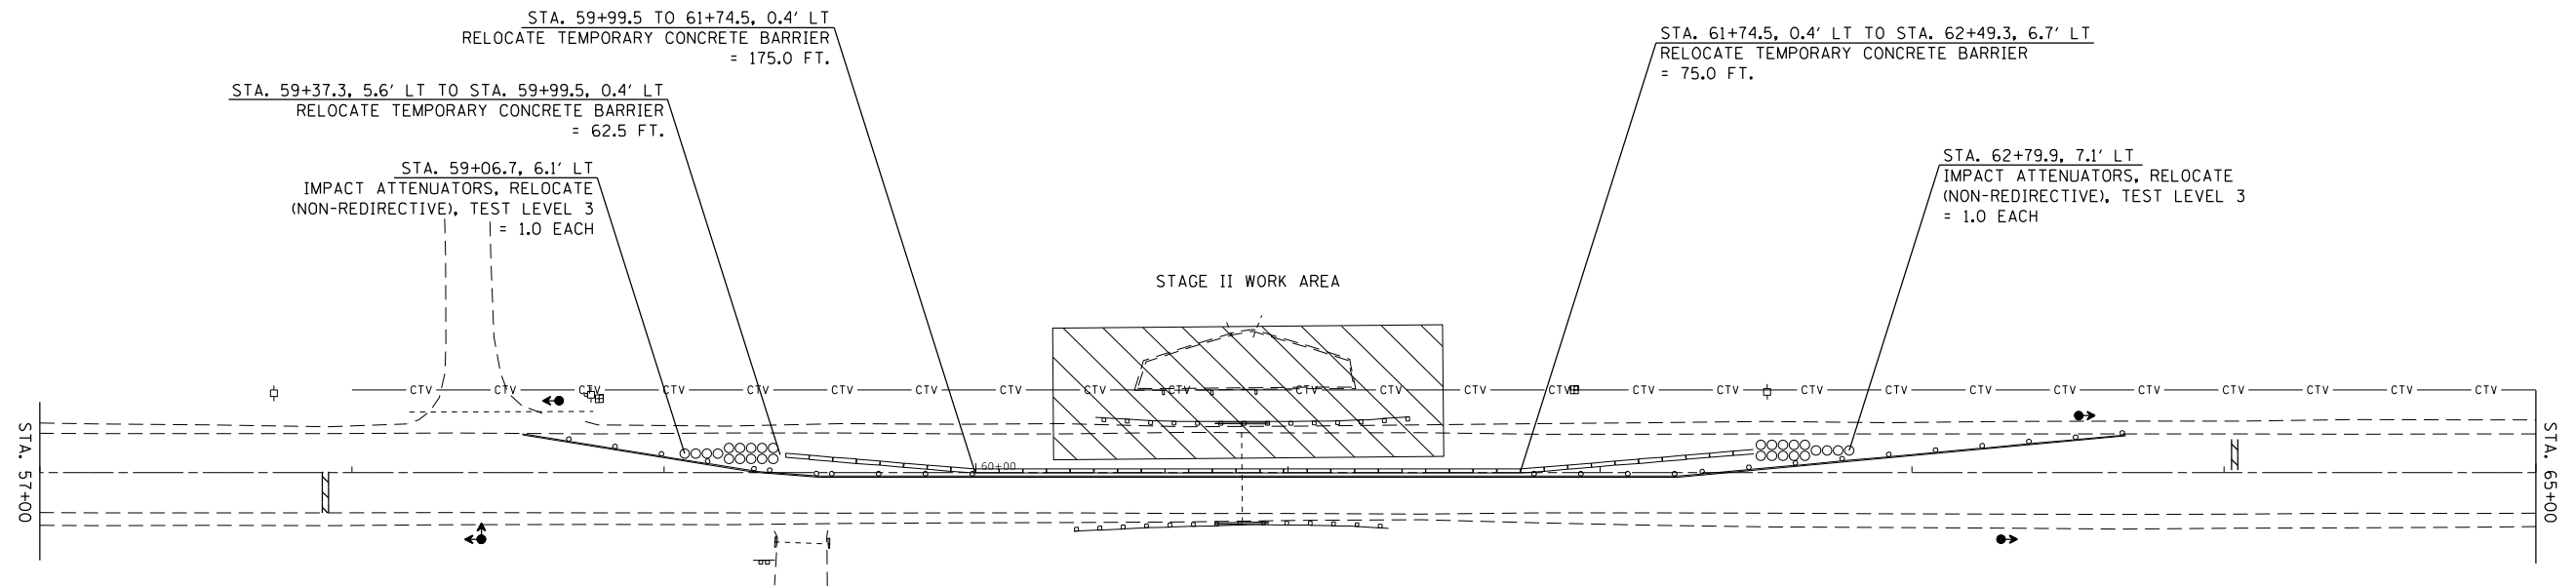 STA. 59+99.5 TO 61+74.5, 0.4' LT
RELOCATE TEMPORARY CONCRETE BARRIER
= 175.0 FT.
STA. 61+74.5, 0.4' LT TO STA. 62+49.3, 6.7' LT
RELOCATE TEMPORARY CONCRETE BARRIER
= 75.0 FT.
STA. 59+37.3, 5.6' LT TO STA. 59+99.5, 0.4' LT
RELOCATE TEMPORARY CONCRETE BARRIER
= 62.5 FT.
STA. 59+06.7, 6.1' LT
IMPACT ATTENUATORS, RELOCATE
(NON-REDIRECTIVE), TEST LEVEL 3
= 1.0 EACH
STA. 62+79.9, 7.1' LT
IMPACT ATTENUATORS, RELOCATE
(NON-REDIRECTIVE), TEST LEVEL 3
= 1.0 EACH
STAGE II WORK AREA
CTV CTV CTV CTV CTV CTV CTV CTV CTV CTV CTV CTV CTV CTV CTV CTV CTV CTV CTV CTV CTV CTV CTV CTV CTV
60+00
STA. 57+00
STA. 65+00